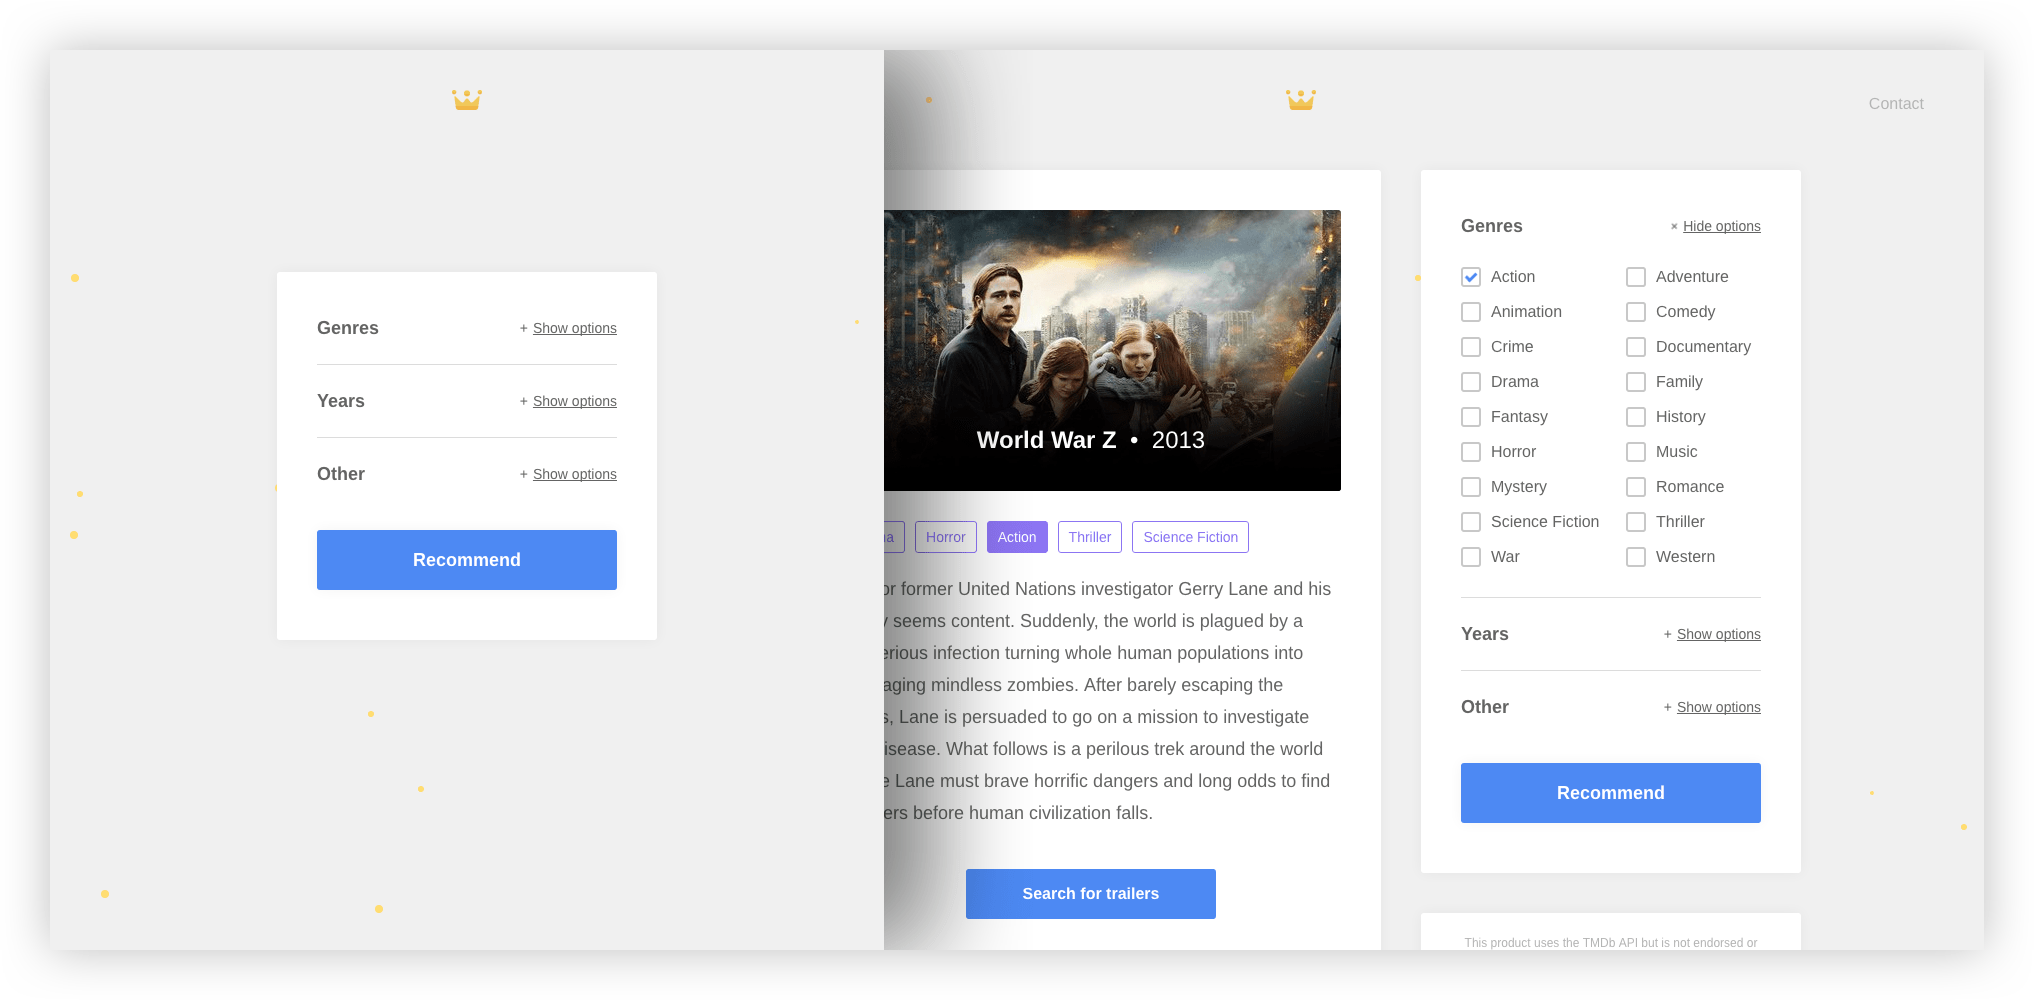 Genres
+ Show options
Years
+ Show options
Other
+ Show options
Recommend
Contact
World War Z • 2013
Horror
Action
Thriller
Science Fiction
former United Nations investigator Gerry Lane and his
seems content. Suddenly, the world is plagued by a
infection turning whole human populations into
mindless zombies. After barely escaping the
Lane is persuaded to go on a mission to investigate
What follows is a perilous trek around the world
Lane must brave horrific dangers and long odds to find
before human civilization falls.
Search for trailers
Genres
× Hide options
Action
Adventure
Animation
Comedy
Crime
Documentary
Drama
Family
Fantasy
History
Horror
Music
Mystery
Romance
Science Fiction
Thriller
War
Western
Years
+ Show options
Other
+ Show options
Recommend
This product uses the TMDb API but is not endorsed or